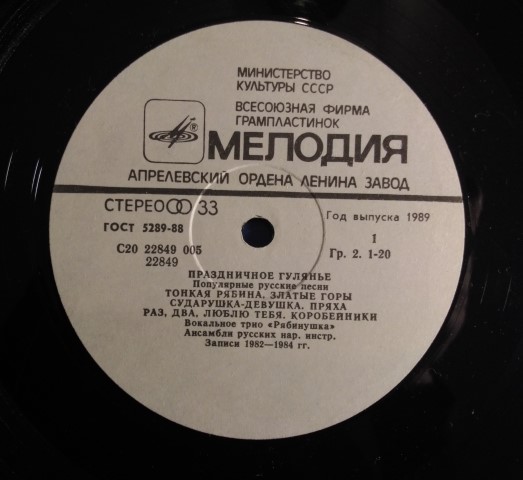 МИНИСТЕРСТВО
КУЛЬТУРЫ СССР
ВСЕСОЮЗНАЯ ФИРМА
ГРАМПЛАСТИНОК
МЕЛОДИЯ
АПРЕЛЕВСКИЙ ОРДЕНА ЛЕНИНА ЗАВОД
СТЕРЕО 33
Год выпуска 1989
ГОСТ 5289-88
1
С20 22849 005
Гр. 2. 1-20
22849
ПРАЗДНИЧНОЕ ГУЛЯНЬЕ
Популярные русские песни
ТОНКАЯ РЯБИНА. ЗЛАТЫЕ ГОРЫ
СУДАРУШКА-ДЕВУШКА. ПРЯХА
РАЗ, ДВА, ЛЮБЛЮ ТЕБЯ. КОРОБЕЙНИКИ
Вокальное трио «Рябинушка»
Ансамбли русских нар. инстр.
Записи 1982—1984 гг.